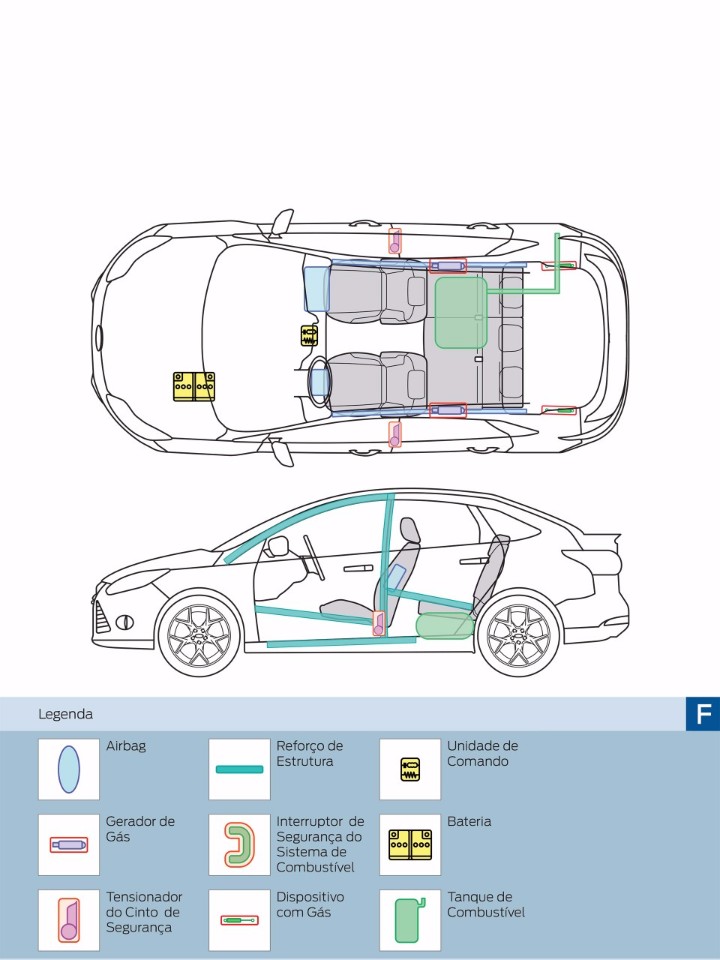 Legenda
F
Airbag
Reforço de
Estrutura
Unidade de
Comando
Gerador de
Gás
Interruptor de
Segurança do
Sistema de
Combustível
Bateria
Tensionador
do Cinto de
Segurança
Dispositivo
com Gás
Tanque de
Combustível